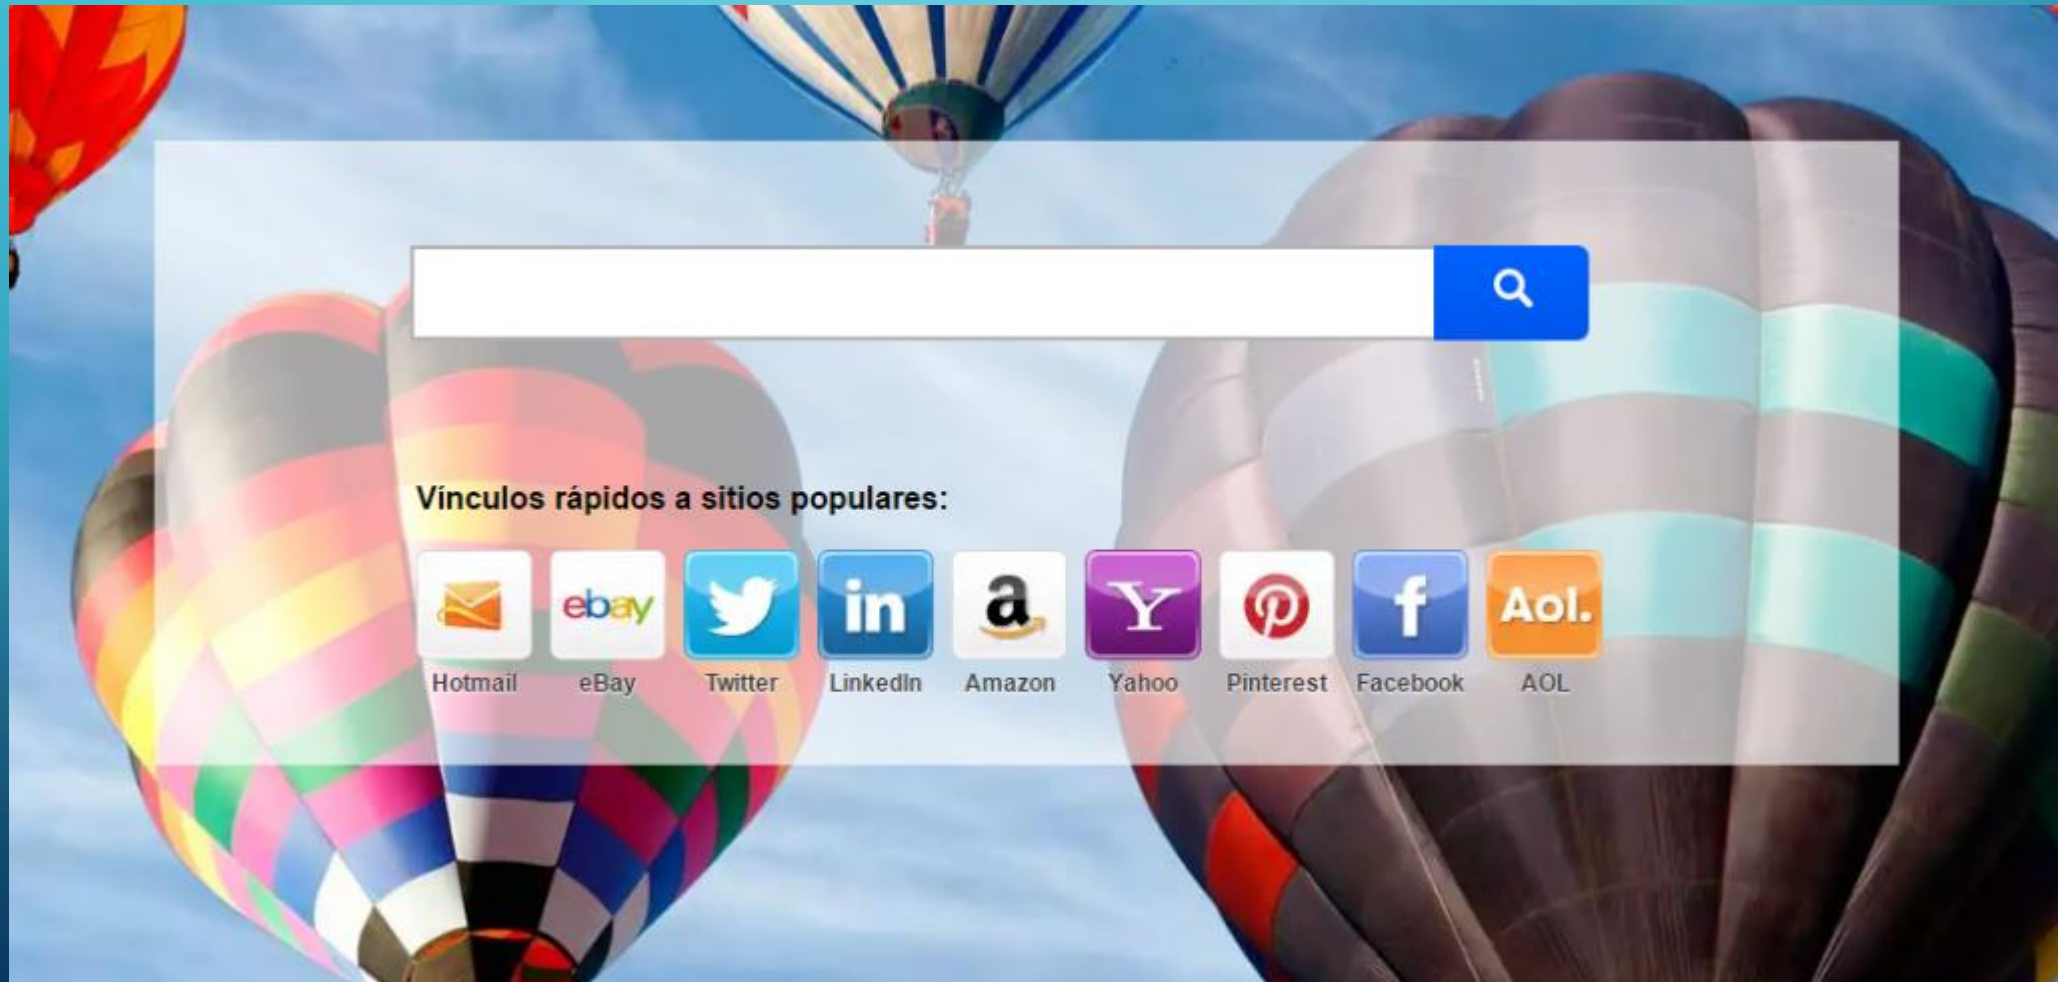 Vínculos rápidos a sitios populares:
ebay in a Y f Aol.
Hotmail eBay Twitter LinkedIn Amazon Yahoo Pinterest Facebook AOL